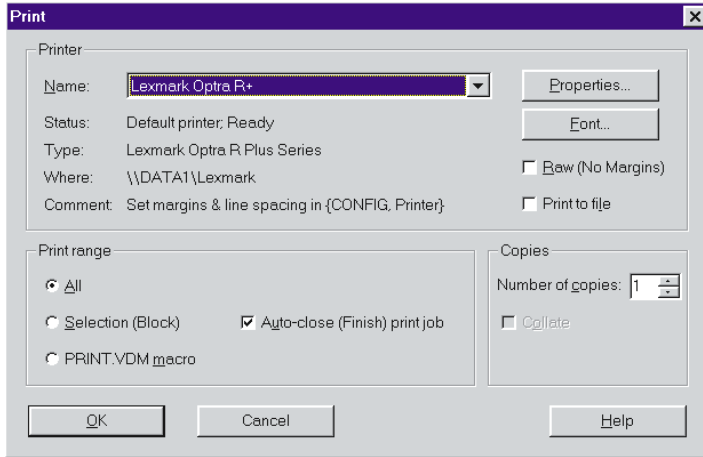 Print
Printer
Name: Lexmark Optra R+ Properties...
Status: Default printer; Ready Font...
Type: Lexmark Optra R Plus Series
Where: \\DATA1\Lexmark Raw (No Margins)
Comment: Set margins & line spacing in {CONFIG, Printer} Print to file
Print range
All
Selection (Block) Auto-close (Finish) print job
PRINT.VDM macro
Copies
Number of copies: 1
Collate
OK Cancel Help